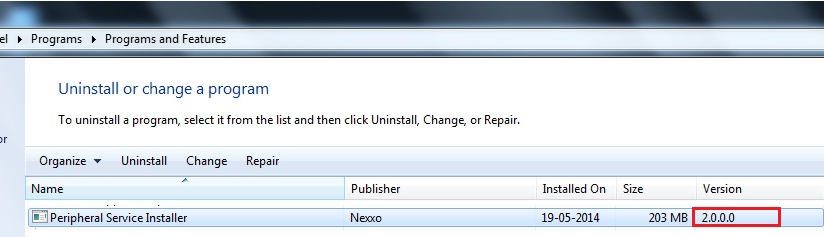 el ▸ Programs ▸ Programs and Features
Uninstall or change a program
To uninstall a program, select it from the list and then click Uninstall, Change, or Repair.
or
Organize Uninstall Change Repair
Name Publisher Installed On Size Version
Peripheral Service Installer Nexxo 19-05-2014 203 MB 2.0.0.0